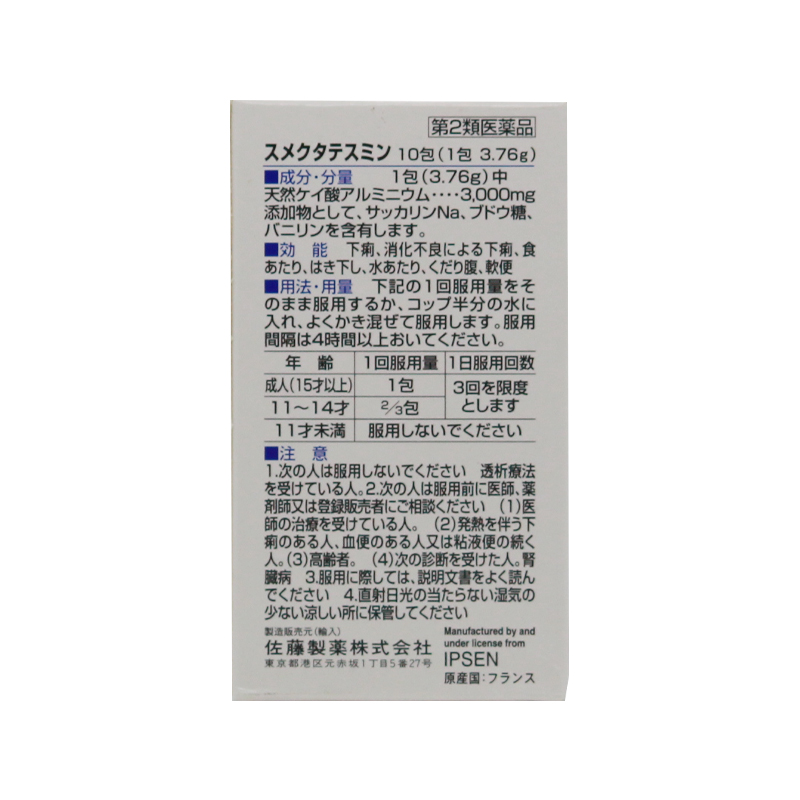 第2類医薬品
スメクタテスミン 10包(1包 3.76g)
■成分・分量 1包(3.76g)中
天然ケイ酸アルミニウム････3,000mg
添加物として、サッカリンNa、ブドウ糖、
バニリンを含有します。
■効 能 下痢、消化不良による下痢、食
あたり、はき下し、水あたり、くだり腹、軟便
■用法・用量 下記の1回服用量をそ
のまま服用するか、コップ半分の水に
入れ、よくかき混ぜて服用します。服用
間隔は4時間以上おいてください。
年 齢 1回服用量 1日服用回数
成人(15才以上) 1包 3回を限度
11～14才 2/3包 とします
11才未満 服用しないでください
■注 意
1.次の人は服用しないでください 透析療法
を受けている人。2.次の人は服用前に医師、薬
剤師又は登録販売者にご相談ください (1)医
師の治療を受けている人。 (2)発熱を伴う下
痢のある人、血便のある人又は粘液便の続く
人。(3)高齢者。 (4)次の診断を受けた人。腎
臓病 3.服用に際しては、説明文書をよく読ん
でください 4.直射日光の当たらない湿気の
少ない涼しい所に保管してください
製造販売元(輸入)
佐藤製薬株式会社
東京都港区元赤坂1丁目5番27号
Manufactured by and
under license from
IPSEN
原産国:フランス